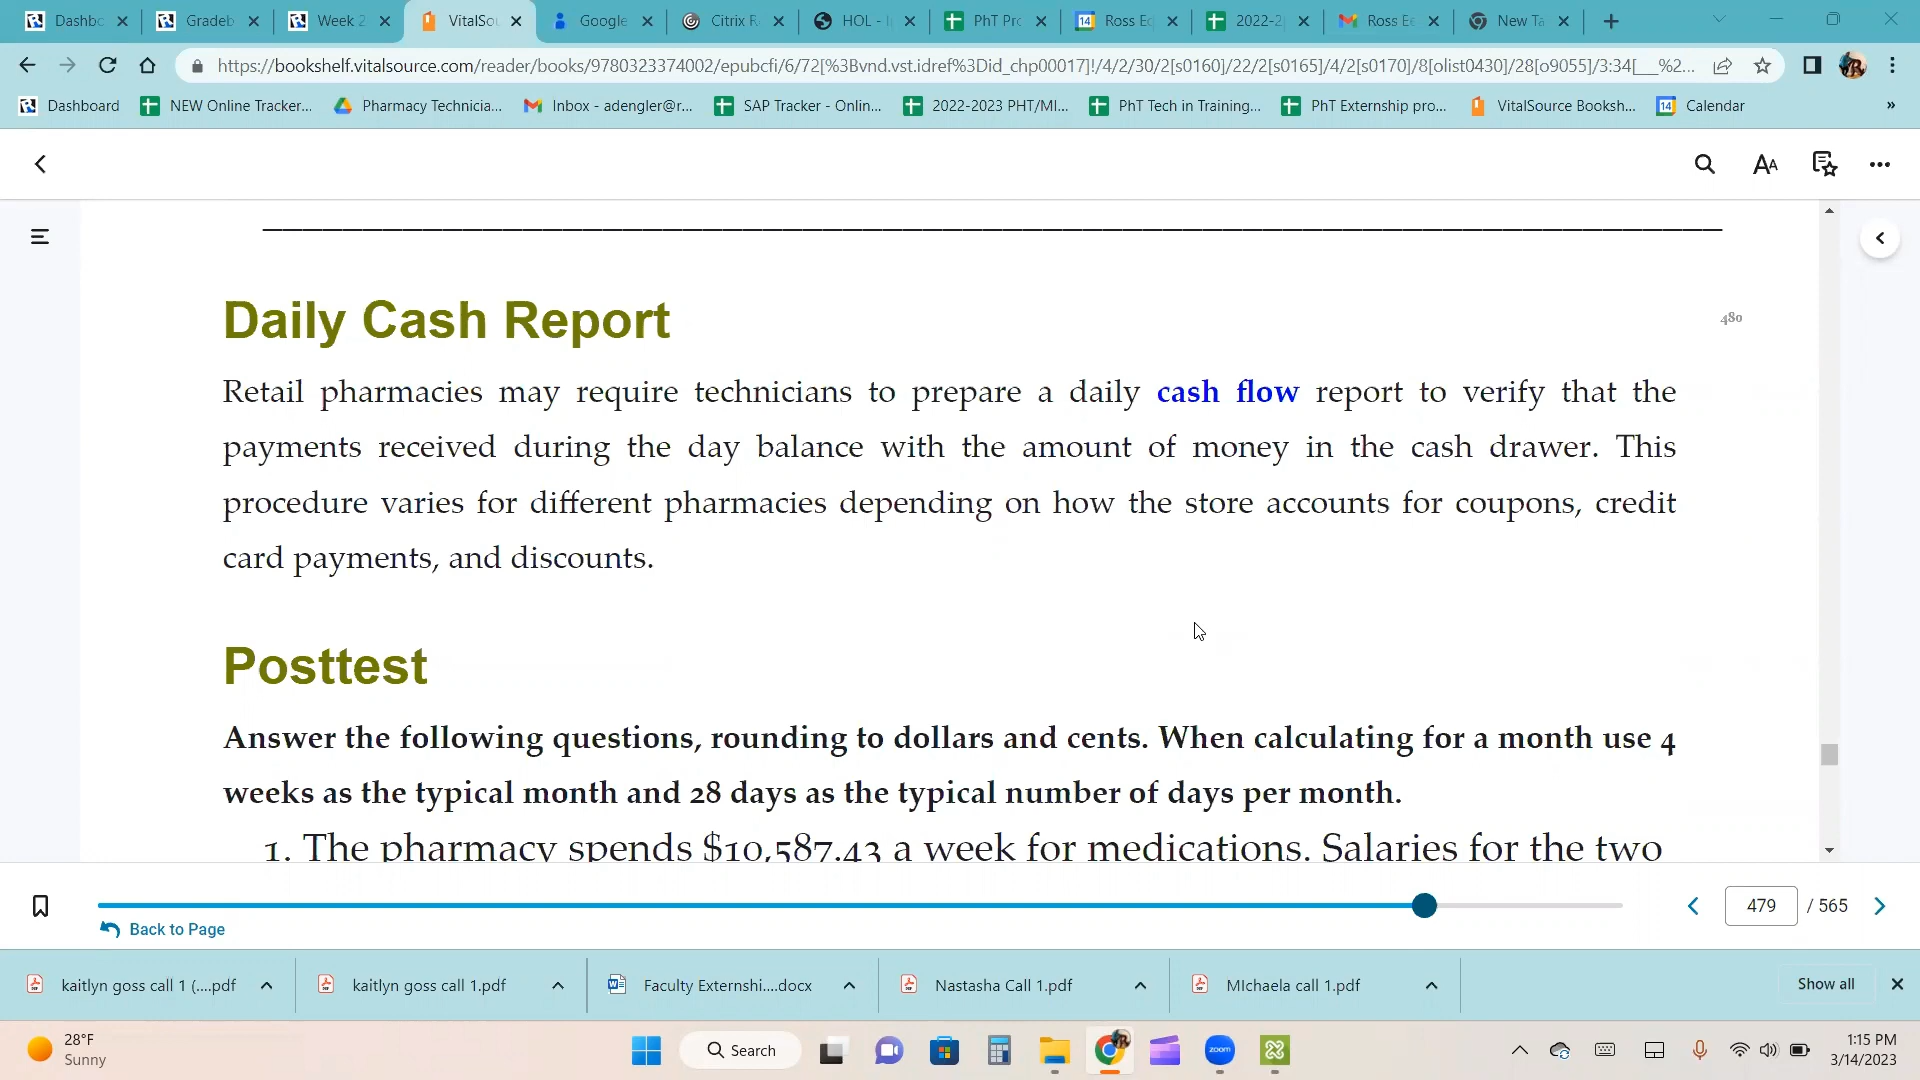 Dashbo
Gradeb
Week 2
VitalSou
Google
Citrix R
HOL - I
PhT Pro
Ross Ed
2022-2
Ross Ed
New Ta
https://bookshelf.vitalsource.com/reader/books/9780323374002/epubcfi/6/72[%3Bvnd.vst.idref%3Did_chp00017]!/4/2/30/2[s0160]/22/2[s0165]/4/2[s0170]/8[olist0430]/28[o9055]/3:34[___%2...
Dashboard
NEW Online Tracker...
Pharmacy Technicia...
Inbox - adengler@r...
SAP Tracker - Onlin...
2022-2023 PHT/MI...
PhT Tech in Training...
PhT Externship pro...
VitalSource Booksh...
14 Calendar
»
Daily Cash Report
480
Retail pharmacies may require technicians to prepare a daily cash flow report to verify that the
payments received during the day balance with the amount of money in the cash drawer. This
procedure varies for different pharmacies depending on how the store accounts for coupons, credit
card payments, and discounts.
Posttest
Answer the following questions, rounding to dollars and cents. When calculating for a month use 4
weeks as the typical month and 28 days as the typical number of days per month.
1. The pharmacy spends $10,587.43 a week for medications. Salaries for the two
479 / 565
Back to Page
kaitlyn goss call 1 (....pdf
kaitlyn goss call 1.pdf
Faculty Externshi....docx
Nastasha Call 1.pdf
MIchaela call 1.pdf
Show all
28°F
Sunny
Search
zoom
1:15 PM
3/14/2023